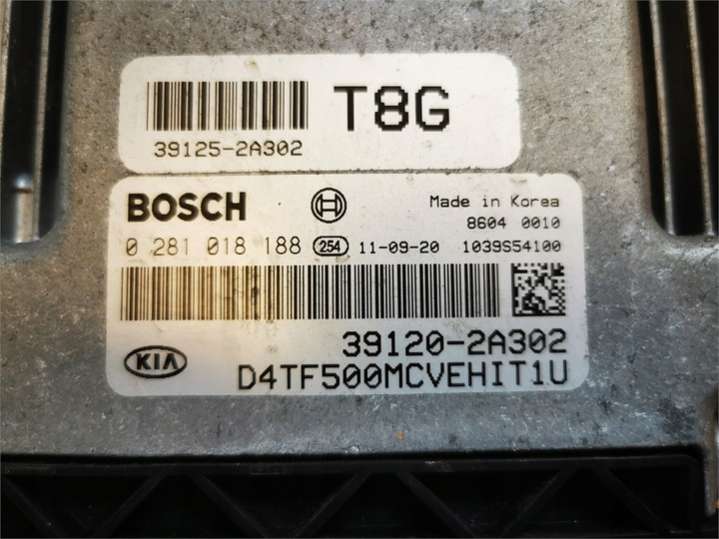 T8G
39125-2A302
BOSCH
Made in Korea
8604 0010
0 281 018 188 254 11-09-20 1039S54100
39120-2A302
KIA
D4TF500MCVEHIT1U